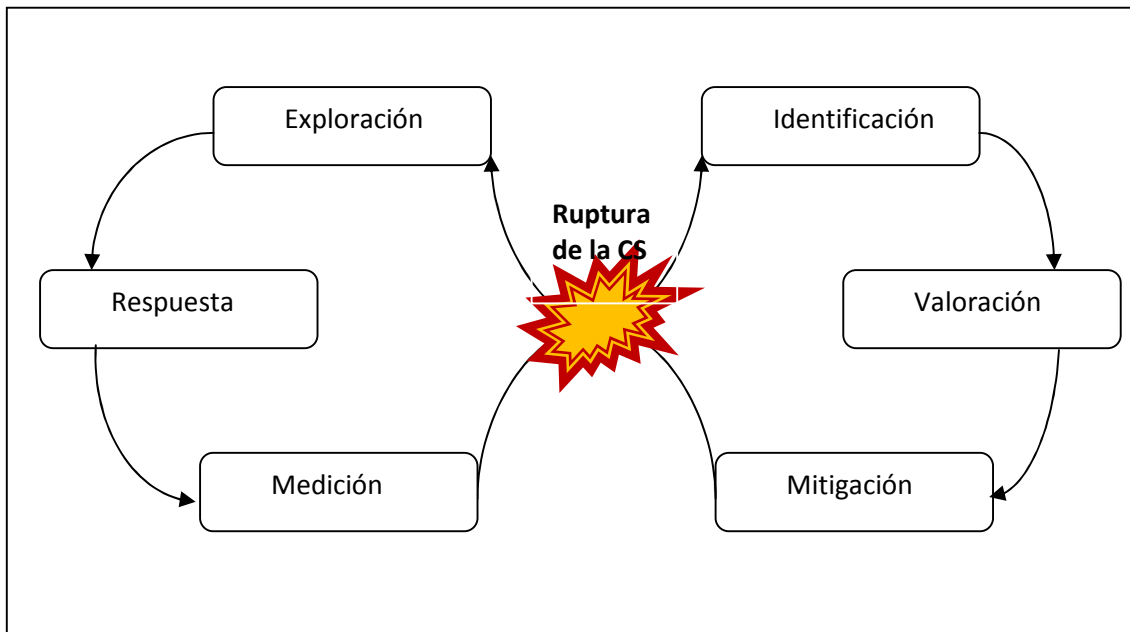 Exploración
Identificación
Ruptura
de la CS
Respuesta
Valoración
Medición
Mitigación